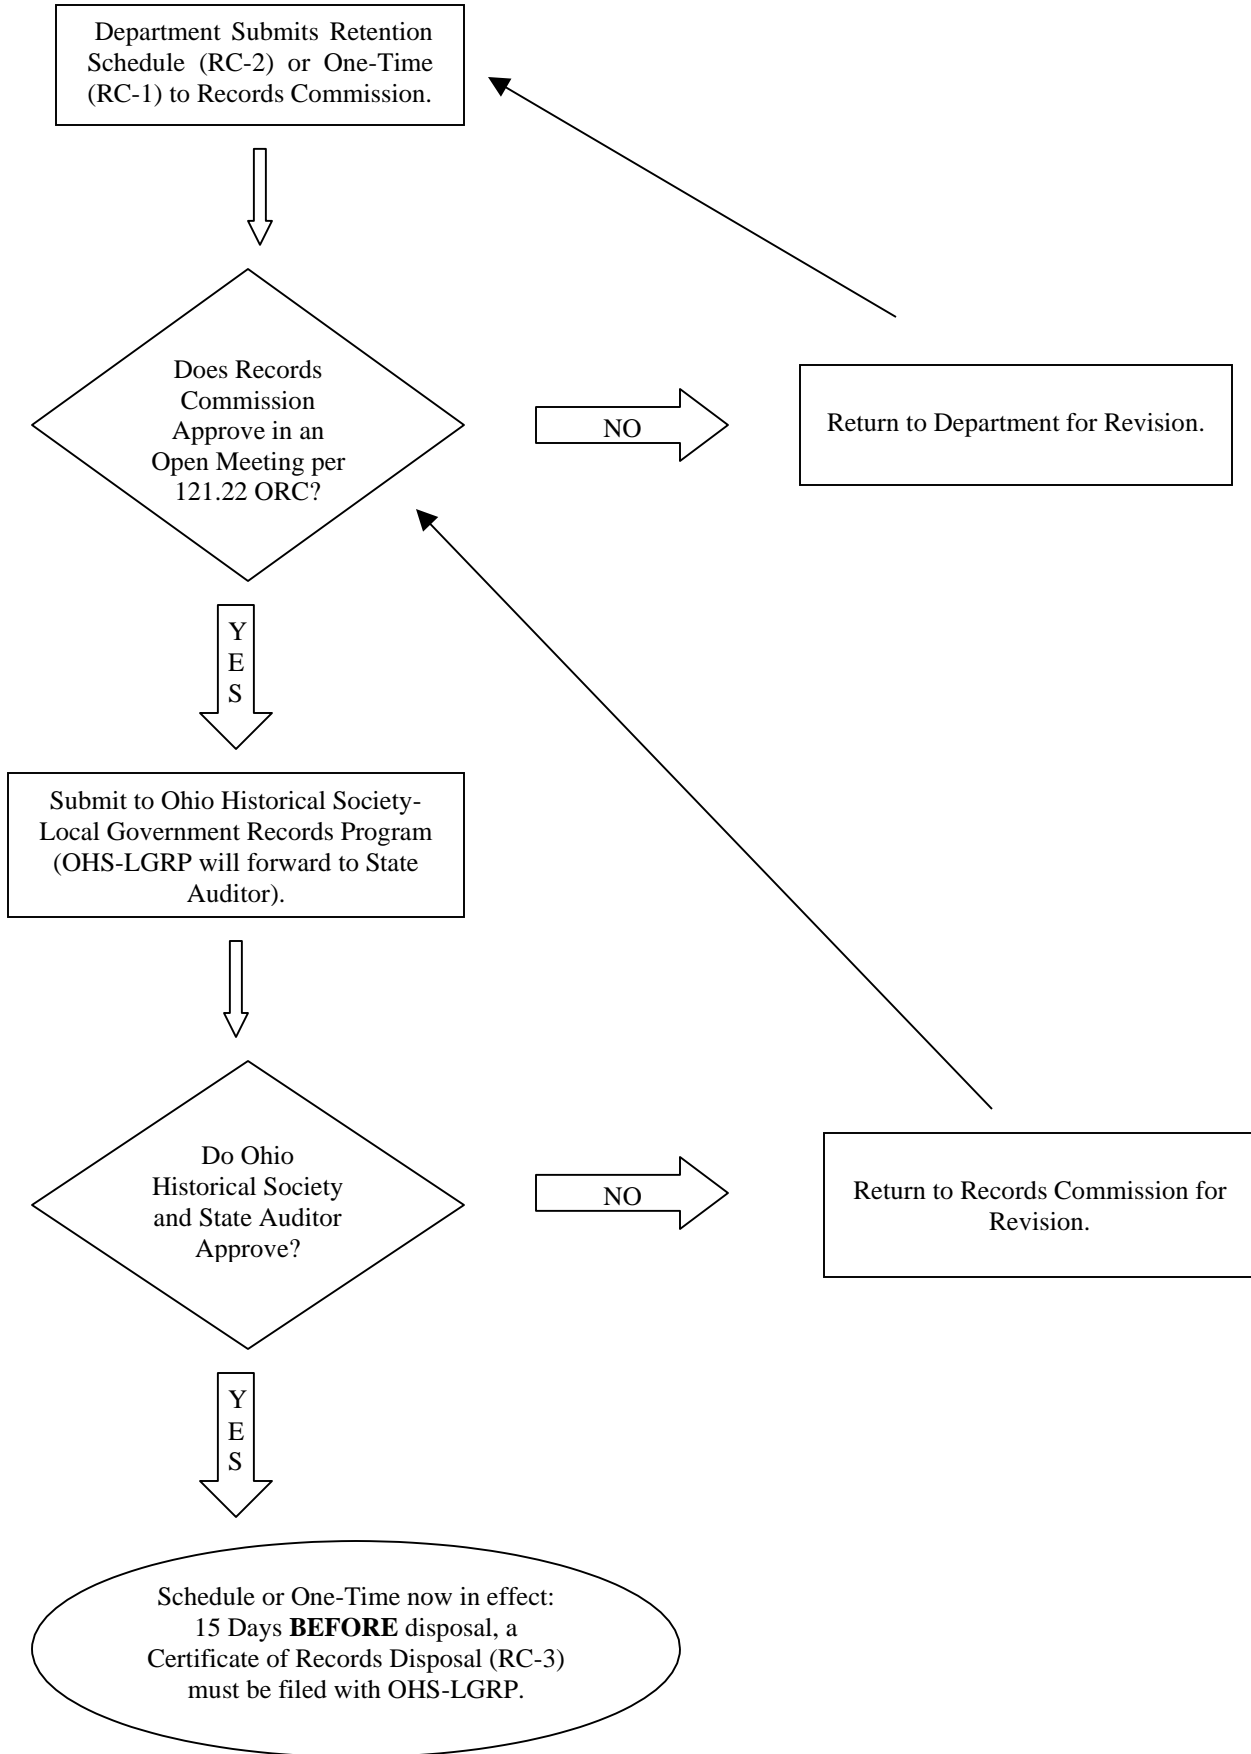 Department Submits Retention
Schedule (RC-2) or One-Time
(RC-1) to Records Commission.
Does Records
Commission
Approve in an
Open Meeting per
121.22 ORC?
NO
Return to Department for Revision.
Y
E
S
Submit to Ohio Historical Society-
Local Government Records Program
(OHS-LGRP will forward to State
Auditor).
Do Ohio
Historical Society
and State Auditor
Approve?
NO
Return to Records Commission for
Revision.
Y
E
S
Schedule or One-Time now in effect:
15 Days BEFORE disposal, a
Certificate of Records Disposal (RC-3)
must be filed with OHS-LGRP.